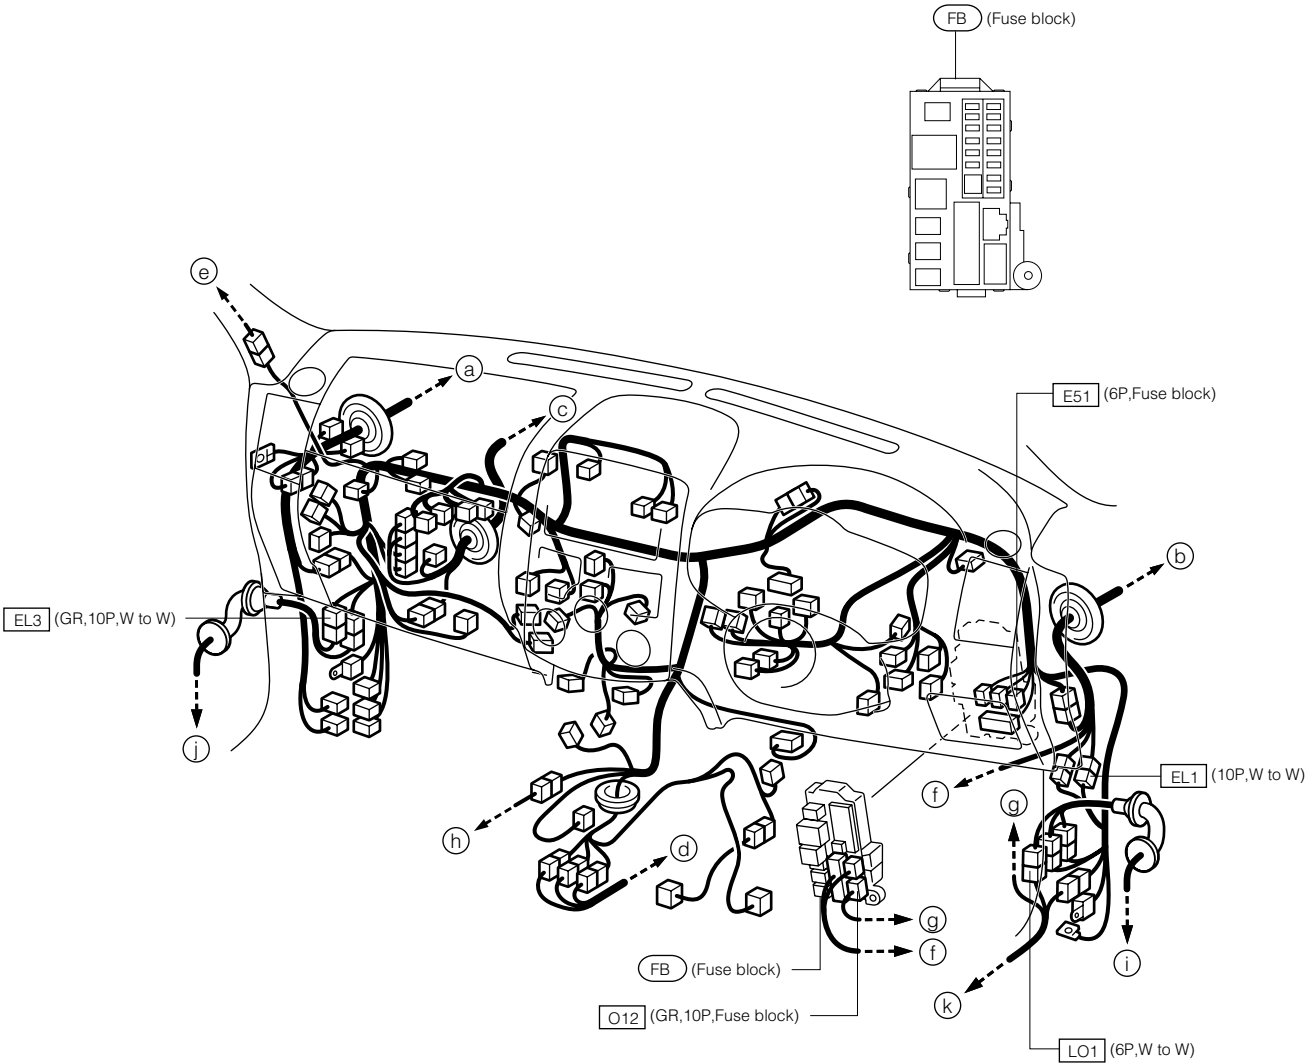 FB (Fuse block)
e
a
c
E51 (6P,Fuse block)
b
EL3 (GR,10P,W to W)
j
f
EL1 (10P,W to W)
g
h
d
g
f
i
FB (Fuse block)
k
O12 (GR,10P,Fuse block)
LO1 (6P,W to W)